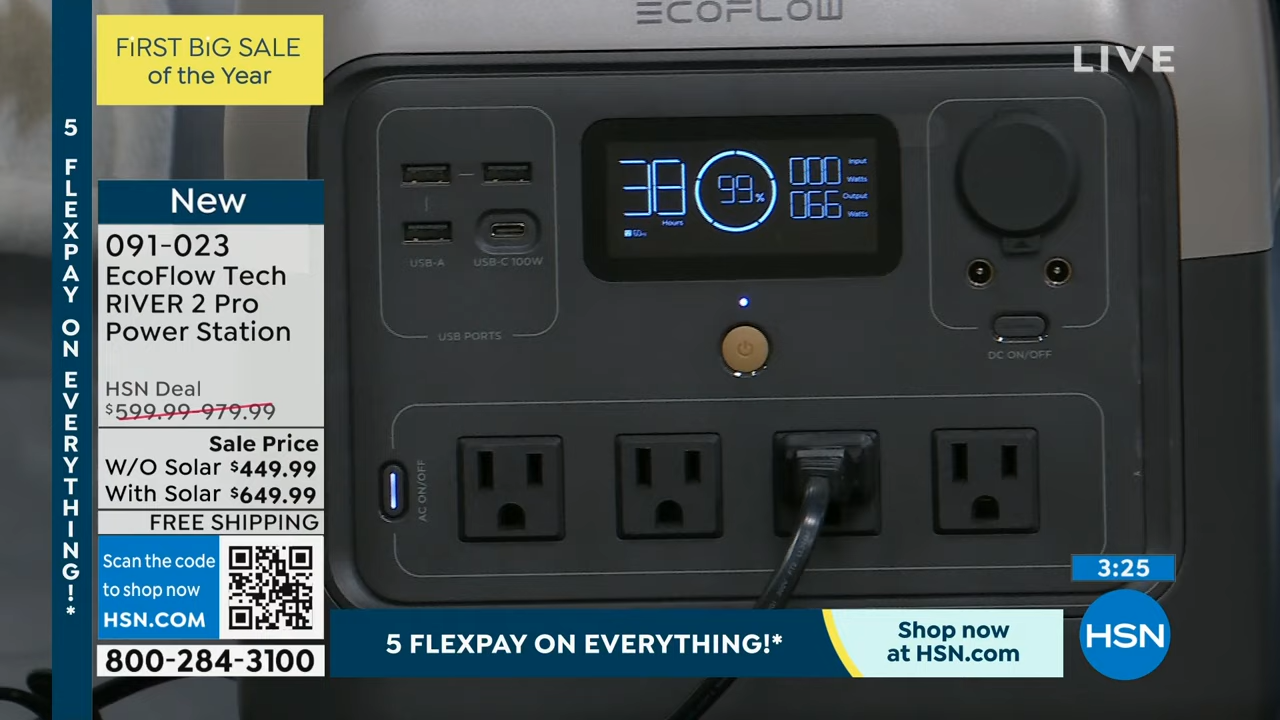 ECOFLOW
LIVE
FiRST BiG SALE
of the Year
5 FLEXPAY ON EVERYTHING!*
New
091-023
EcoFlow Tech
RIVER 2 Pro
Power Station
HSN Deal
$599.99-979.99
Sale Price
W/O Solar $449.99
With Solar $649.99
FREE SHIPPING
Scan the code
to shop now
HSN.COM
800-284-3100
38
Hours
99%
000
Input
Watts
066
Output
Watts
USB-A
USB-C 100W
USB PORTS
DC ON/OFF
AC ON/OFF
3:25
5 FLEXPAY ON EVERYTHING!*
Shop now
at HSN.com
HSN